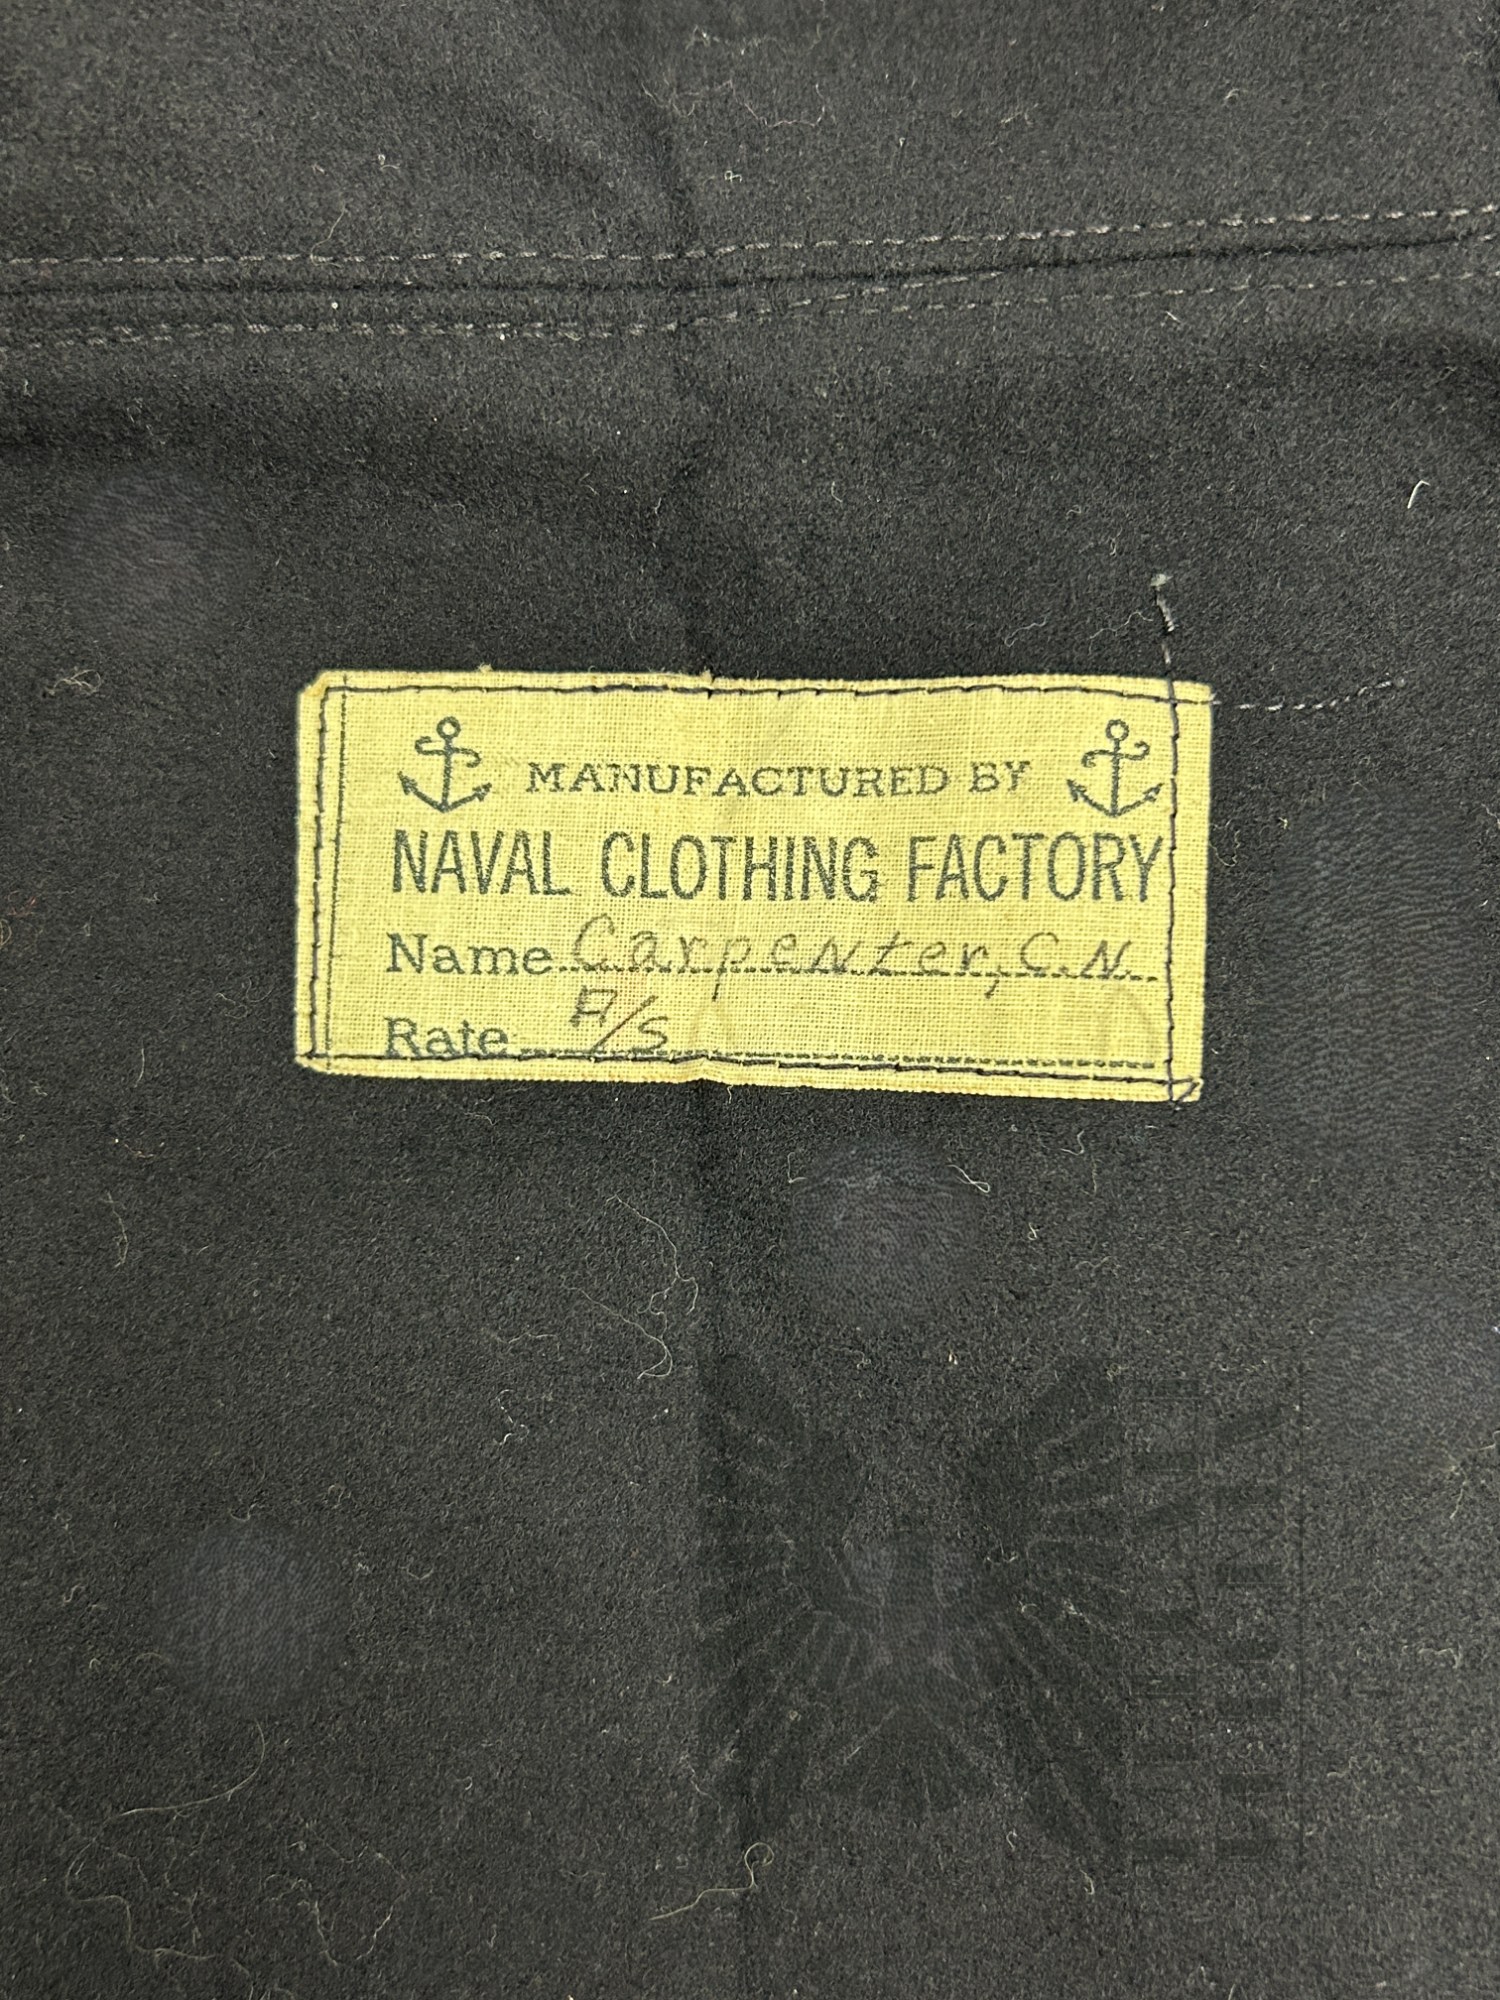 MANUFACTURED BY
NAVAL CLOTHING FACTORY
Name Carpenter, C.N.
Rate A/S